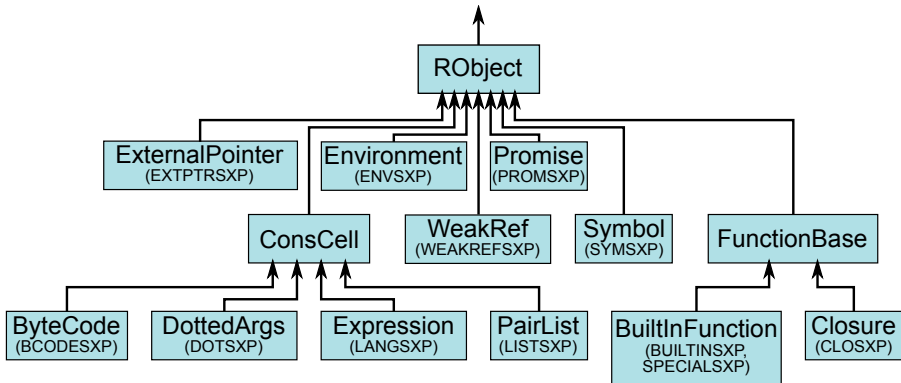 RObject
ExternalPointer
(EXTPTRSXP)
Environment
(ENVSXP)
Promise
(PROMSXP)
ConsCell
WeakRef
(WEAKREFSXP)
Symbol
(SYMSXP)
FunctionBase
ByteCode
(BCODESXP)
DottedArgs
(DOTSXP)
Expression
(LANGSXP)
PairList
(LISTSXP)
BuiltInFunction
(BUILTINSXP,
SPECIALSXP)
Closure
(CLOSXP)